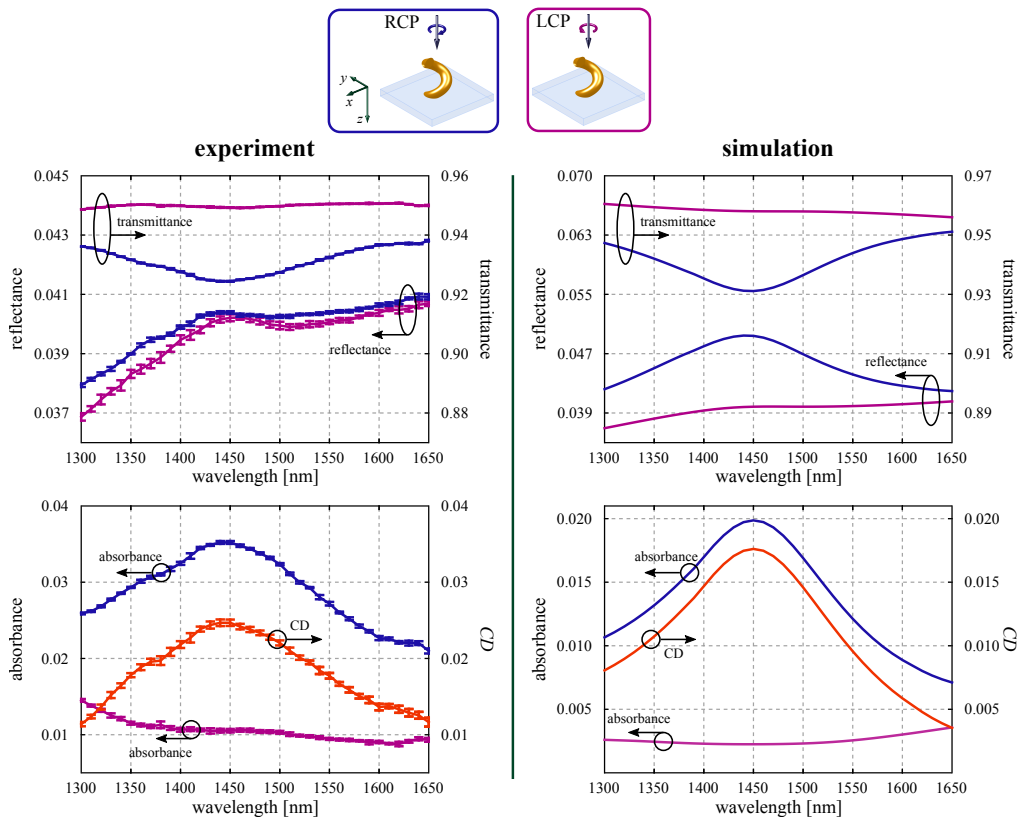 RCP
LCP
y
x
z
experiment
simulation
0.045
0.043
0.041
0.039
0.037
reflectance
0.96
0.94
0.92
0.90
0.88
transmittance
transmittance
reflectance
1300 1350 1400 1450 1500 1550 1600 1650
wavelength [nm]
0.070
0.063
0.055
0.047
0.039
reflectance
0.97
0.95
0.93
0.91
0.89
transmittance
transmittance
reflectance
1300 1350 1400 1450 1500 1550 1600 1650
wavelength [nm]
0.04
0.03
0.02
0.01
absorbance
0.04
0.03
0.02
0.01
CD
absorbance
CD
absorbance
1300 1350 1400 1450 1500 1550 1600 1650
wavelength [nm]
0.020
0.015
0.010
0.005
absorbance
0.020
0.015
0.010
0.005
CD
absorbance
CD
absorbance
1300 1350 1400 1450 1500 1550 1600 1650
wavelength [nm]